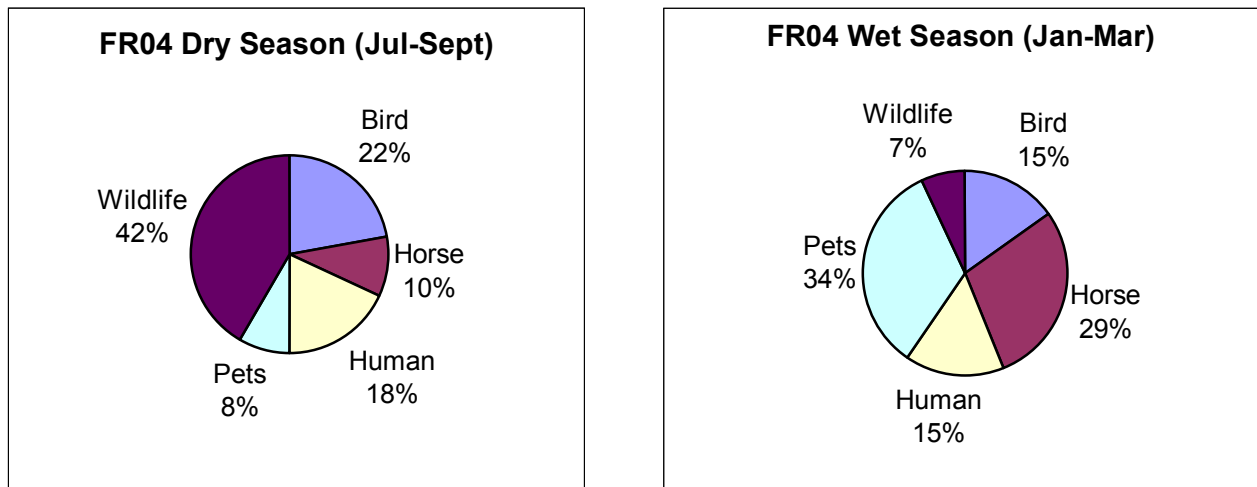 FR04 Dry Season (Jul-Sept)
Bird
22%
Wildlife
42%
Horse
10%
Human
18%
Pets
8%
FR04 Wet Season (Jan-Mar)
Wildlife
7%
Bird
15%
Pets
34%
Horse
29%
Human
15%